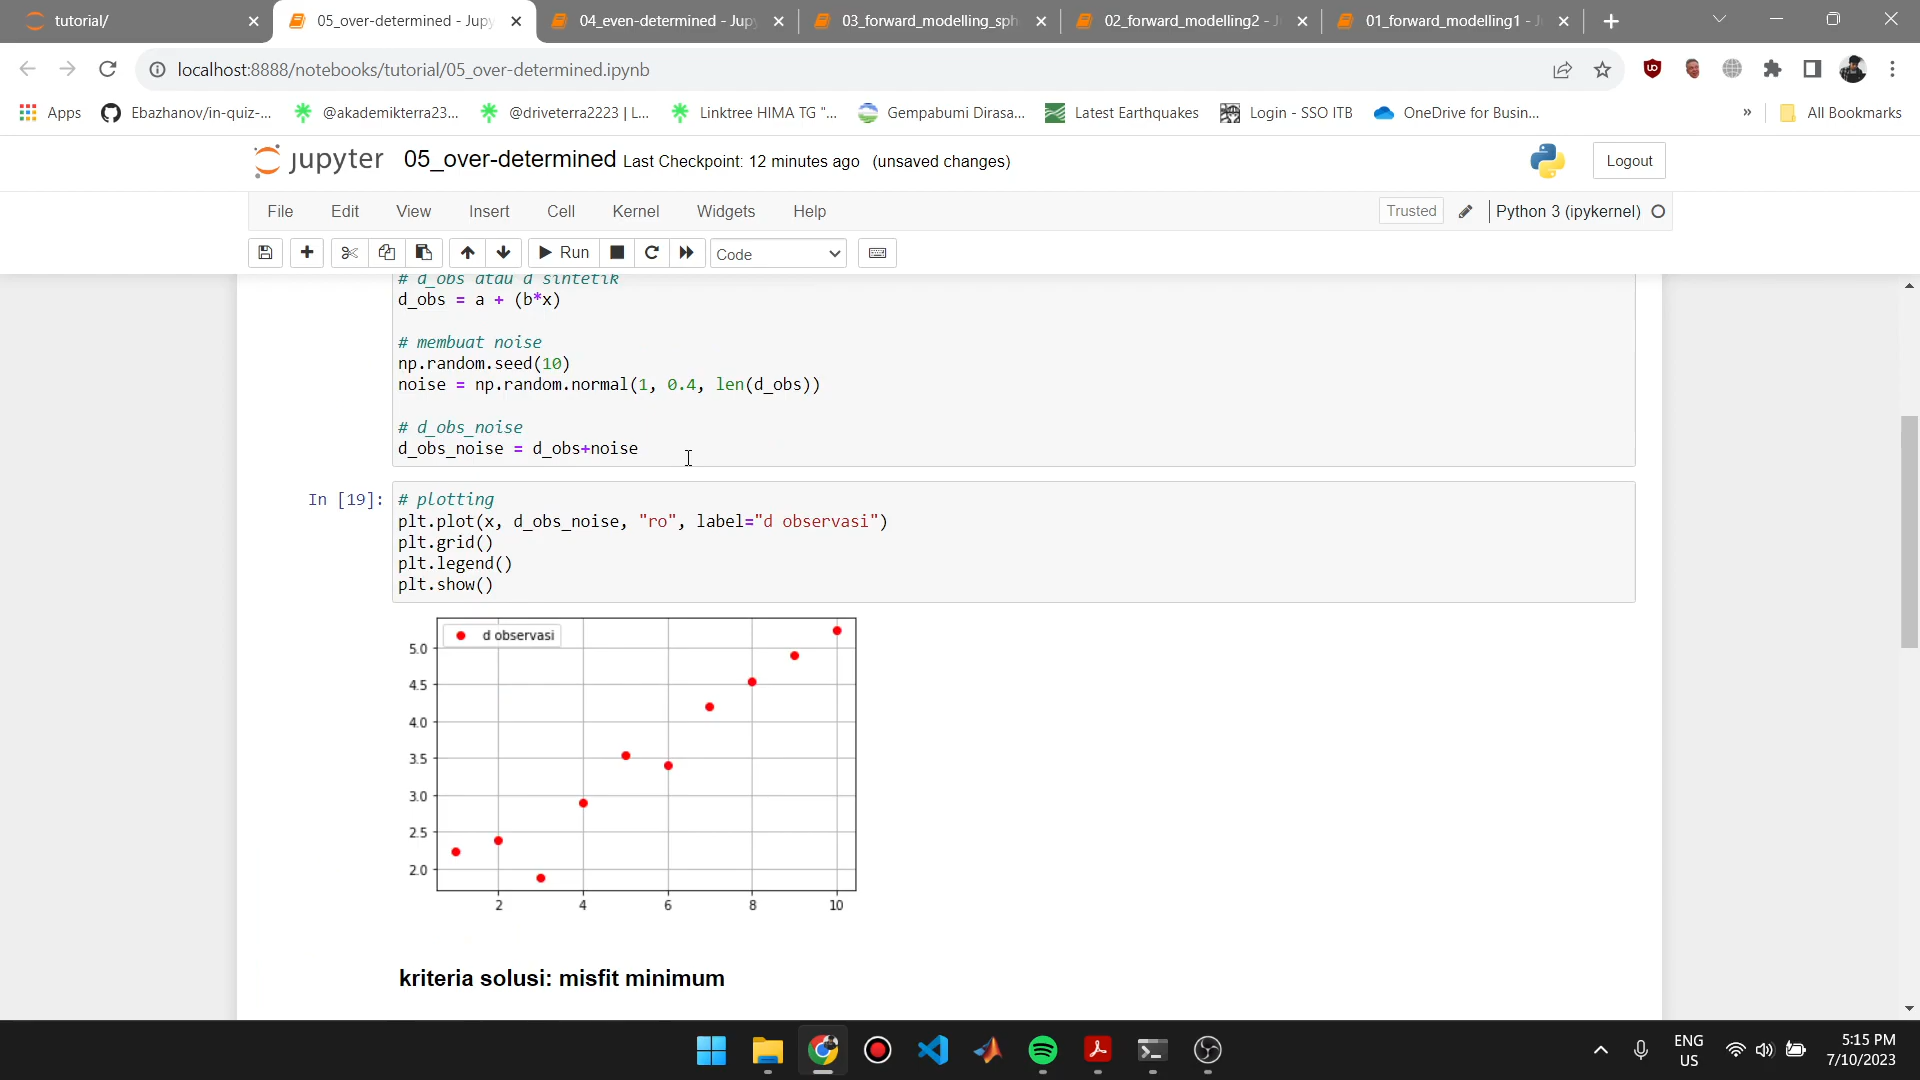 tutorial/
05_over-determined - Jupy
04_even-determined - Jup
03_forward_modelling_sph
02_forward_modelling2 - J
01_forward_modelling1 - J
localhost:8888/notebooks/tutorial/05_over-determined.ipynb
Apps
Ebazhanov/in-quiz-...
@akademikterra23...
@driveterra2223 | L...
Linktree HIMA TG "...
Gempabumi Dirasa...
Latest Earthquakes
Login - SSO ITB
OneDrive for Busin...
»
All Bookmarks
jupyter 05_over-determined Last Checkpoint: 12 minutes ago (unsaved changes)
Logout
File Edit View Insert Cell Kernel Widgets Help
Trusted
Python 3 (ipykernel)
Run
Code
# d_obs atau d sintetik
d_obs = a + (b*x)
# membuat noise
np.random.seed(10)
noise = np.random.normal(1, 0.4, len(d_obs))
# d_obs_noise
d_obs_noise = d_obs+noise
In [19]:
# plotting
plt.plot(x, d_obs_noise, "ro", label="d observasi")
plt.grid()
plt.legend()
plt.show()
d observasi
5.0
4.5
4.0
3.5
3.0
2.5
2.0
2 4 6 8 10
kriteria solusi: misfit minimum
ENG
US
5:15 PM
7/10/2023